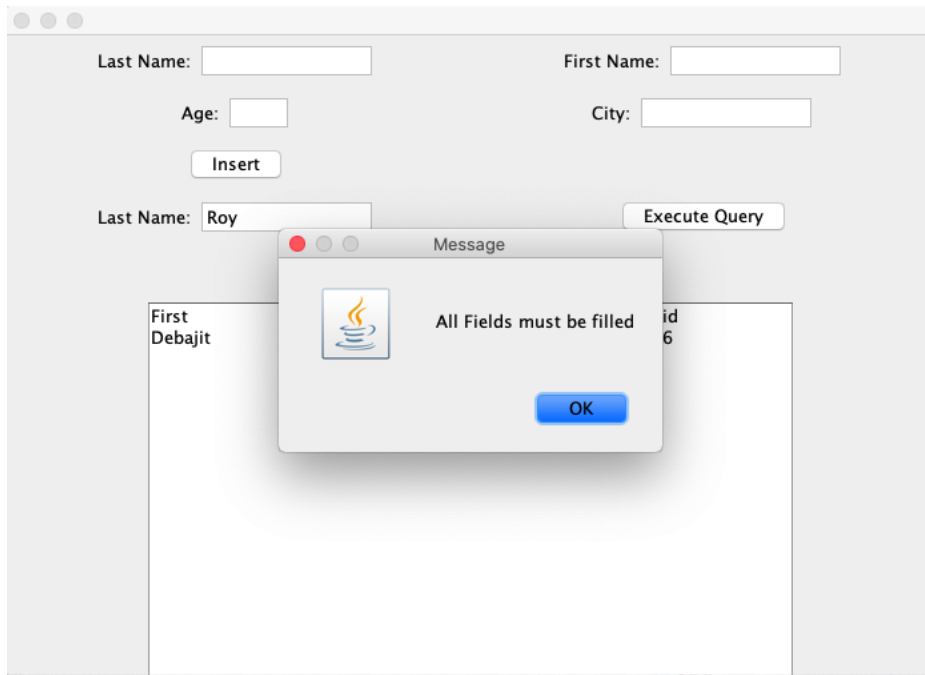 Last Name: First Name:
Age: City:
Insert
Last Name: Roy Execute Query
Message
All Fields must be filled
OK
First id
Debajit 6